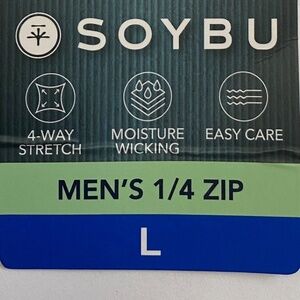 SOYBU
4-WAY STRETCH
MOISTURE WICKING
EASY CARE
MEN'S 1/4 ZIP
L